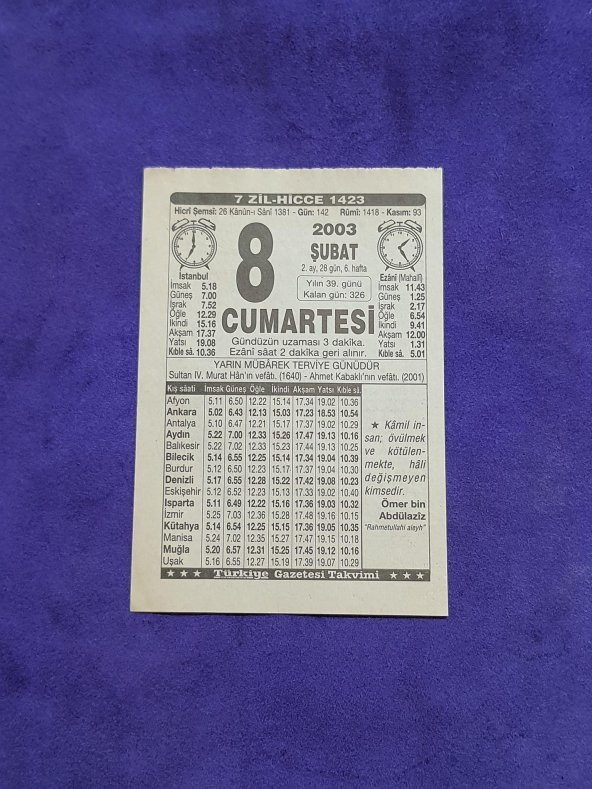 7 ZİL-HİCCE 1423
Hicrî Şemsî: 26 Kânûn-ı Sânî 1381 - Gün: 142 Rûmî: 1418 - Kasım: 93
8
2003
ŞUBAT
2. ay, 28 gün, 6. hafta
Yılın 39. günü
Kalan gün: 326
CUMARTESİ
Gündüzün uzaması 3 dakîka.
Ezânî sâat 2 dakîka geri alınır.
İstanbul
İmsak 5.18
Güneş 7.00
İşrak 7.52
Öğle 12.29
İkindi 15.16
Akşam 17.37
Yatsı 19.08
Kıble sâ. 10.36
Ezânî (Mahallî)
İmsak 11.43
Güneş 1.25
İşrak 2.17
Öğle 6.54
İkindi 9.41
Akşam 12.00
Yatsı 1.31
Kıble sâ. 5.01
YARIN MÜBÂREK TERVİYE GÜNÜDÜR
Sultan IV. Murat Hân'ın vefâtı. (1640) - Ahmet Kabaklı'nın vefâtı. (2001)
Kış sâati İmsak Güneş Öğle İkindi Akşam Yatsı Kıble sâ.
Afyon 5.11 6.50 12.22 15.14 17.34 19.02 10.36
Ankara 5.02 6.43 12.13 15.03 17.23 18.53 10.54
Antalya 5.10 6.47 12.21 15.17 17.37 19.02 10.29
Aydın 5.22 7.00 12.33 15.26 17.47 19.13 10.16
Balıkesir 5.22 7.02 12.33 15.23 17.44 19.13 10.25
Bilecik 5.14 6.55 12.25 15.14 17.34 19.04 10.39
Burdur 5.12 6.50 12.23 15.17 17.37 19.04 10.30
Denizli 5.17 6.55 12.28 15.22 17.42 19.08 10.23
Eskişehir 5.12 6.52 12.23 15.13 17.33 19.02 10.40
Isparta 5.11 6.49 12.22 15.16 17.36 19.03 10.32
İzmir 5.25 7.03 12.36 15.28 17.48 19.16 10.15
Kütahya 5.14 6.54 12.25 15.15 17.36 19.05 10.35
Manisa 5.24 7.02 12.35 15.27 17.47 19.15 10.18
Muğla 5.20 6.57 12.31 15.25 17.45 19.12 10.16
Uşak 5.16 6.55 12.27 15.19 17.39 19.07 10.29
★ Kâmil in-
san; övülmek
ve kötülen-
mekte, hâli
değişmeyen
kimsedir.
Ömer bin
Abdülazîz
"Rahmetullahi aleyh"
★ ★ ★ Türkiye Gazetesi Takvimi ★ ★ ★